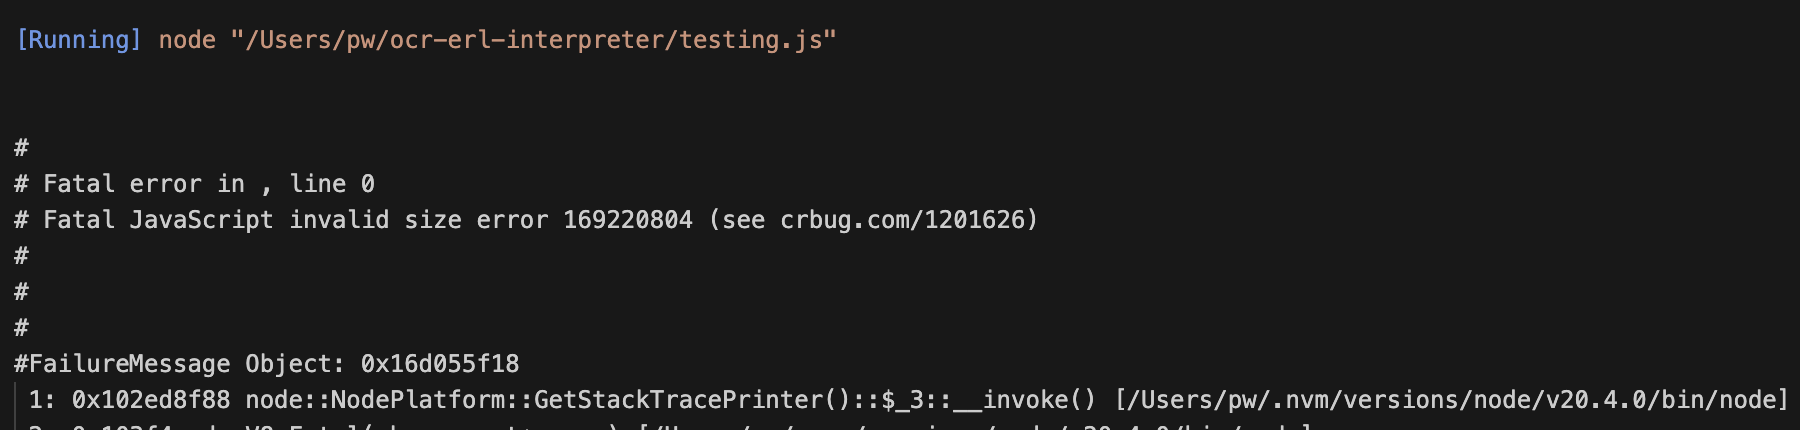 [Running] node "/Users/pw/ocr-erl-interpreter/testing.js"
#
# Fatal error in , line 0
# Fatal JavaScript invalid size error 169220804 (see crbug.com/1201626)
#
#
#
#FailureMessage Object: 0x16d055f18
1: 0x102ed8f88 node::NodePlatform::GetStackTracePrinter()::$_3::__invoke() [/Users/pw/.nvm/versions/node/v20.4.0/bin/node]